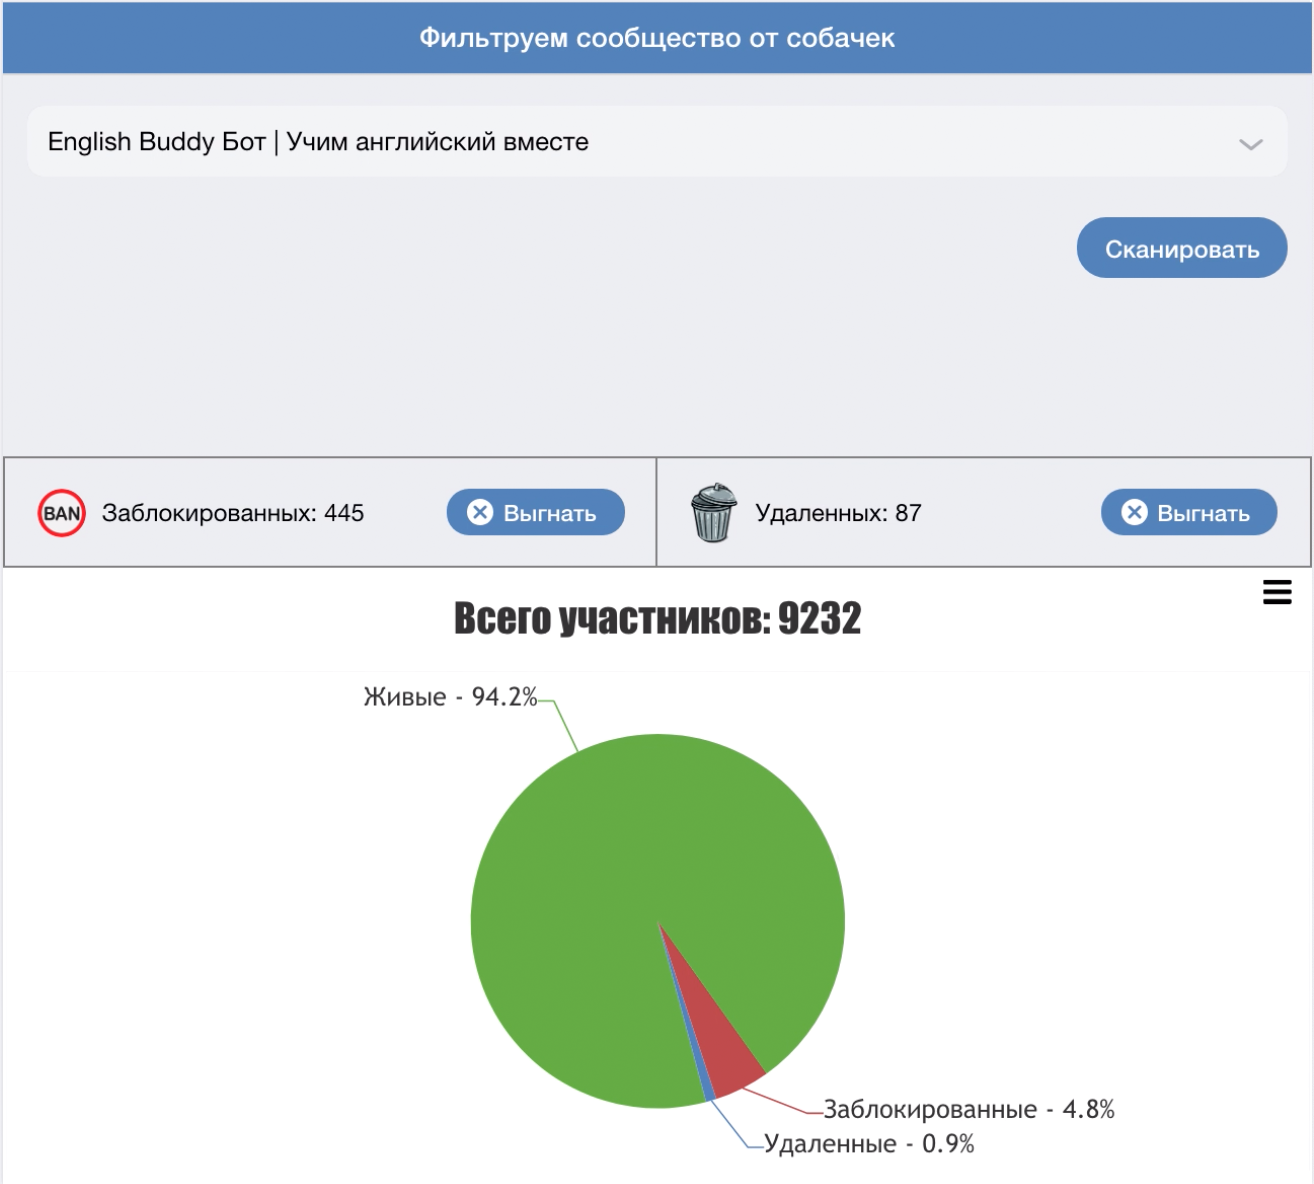 Фильтруем сообщество от собачек
English Buddy Бот | Учим английский вместе
Сканировать
BAN Заблокированных: 445 Выгнать
Удаленных: 87 Выгнать
Всего участников: 9232
Живые - 94.2%
Заблокированные - 4.8%
Удаленные - 0.9%